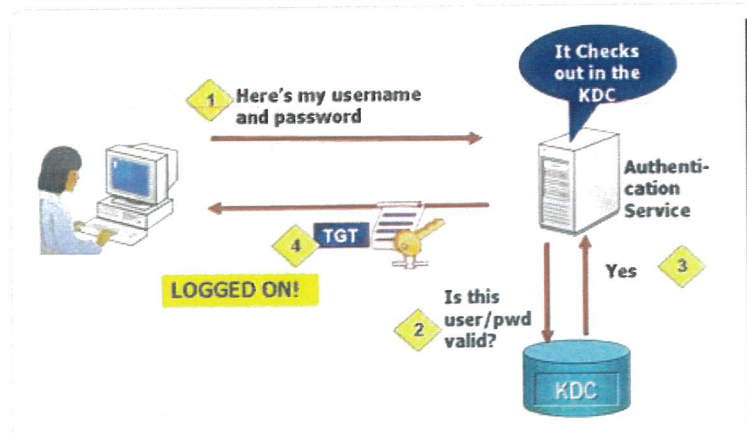 It Checks
out in the
KDC
1
Here's my username
and password
Authenti-
cation
Service
4
TGT
LOGGED ON!
Yes
3
2
Is this
user/pwd
valid?
KDC